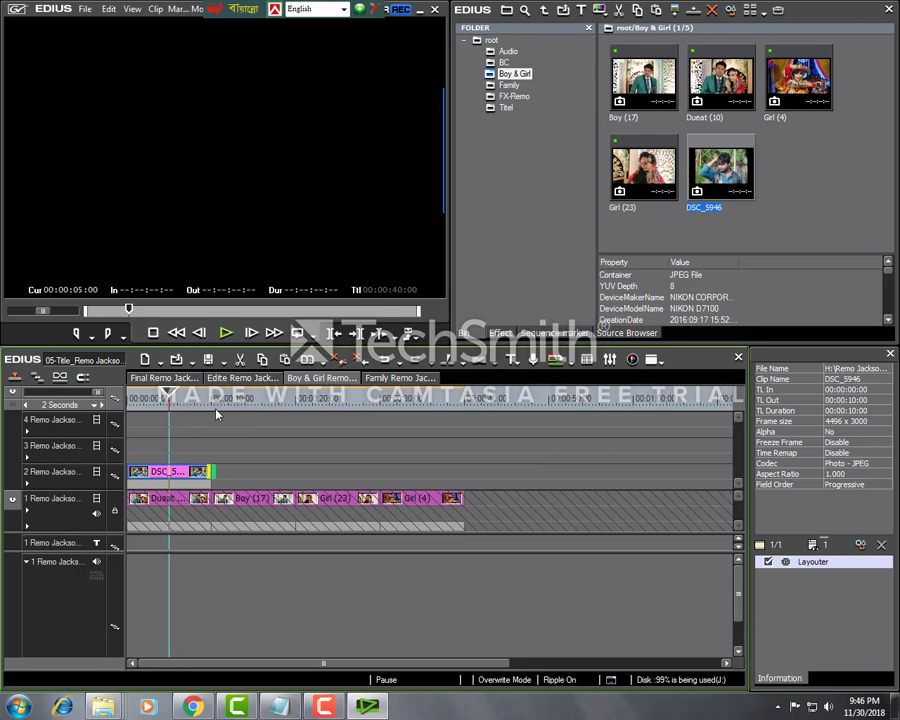 EDIUS File Edit View Clip Mar... Mo বায়ান্নো English R REC
Cur 00:00:05:00 In --:--:--:-- Out --:--:--:-- Dur --:--:--:-- Ttl 00:00:40:00
FOLDER
root
Audio
BC
Boy & Girl
Family
FX-Remo
Titel
root/Boy & Girl (1/5)
Boy (17) Dueat (10) Girl (4)
Girl (23) DSC_5946
Property Value
Container JPEG File
YUV Depth 8
DeviceMakerName NIKON CORPOR...
DeviceModelName NIKON D7100
CreationDate 2016.09.17 15:52...
Bin Effect Sequence marker Source Browser
TechSmith
MADE WITH CAMTASIA FREE TRIAL
EDIUS 05-Title_Remo Jackso...
Final Remo Jack... Edite Remo Jack... Boy & Girl Remo... Family Remo Jac...
2 Seconds
4 Remo Jackso...
3 Remo Jackso...
2 Remo Jackso... DSC_5...
1 Remo Jackso... Dueat ... Boy (17) Girl (23) Girl (4)
1 Remo Jackso... T
1 Remo Jacks...
Pause Overwrite Mode Ripple On Disk :99% is being used(J:)
File Name H:\Remo Jackso...
Clip Name DSC_5946
TL In 00:00:00:00
TL Out 00:00:10:00
TL Duration 00:00:10:00
Frame size 4496 x 3000
Alpha No
Freeze Frame Disable
Time Remap Disable
Codec Photo - JPEG
Aspect Ratio 1.000
Field Order Progressive
1/1 1
Layouter
Information
9:46 PM
11/30/2018